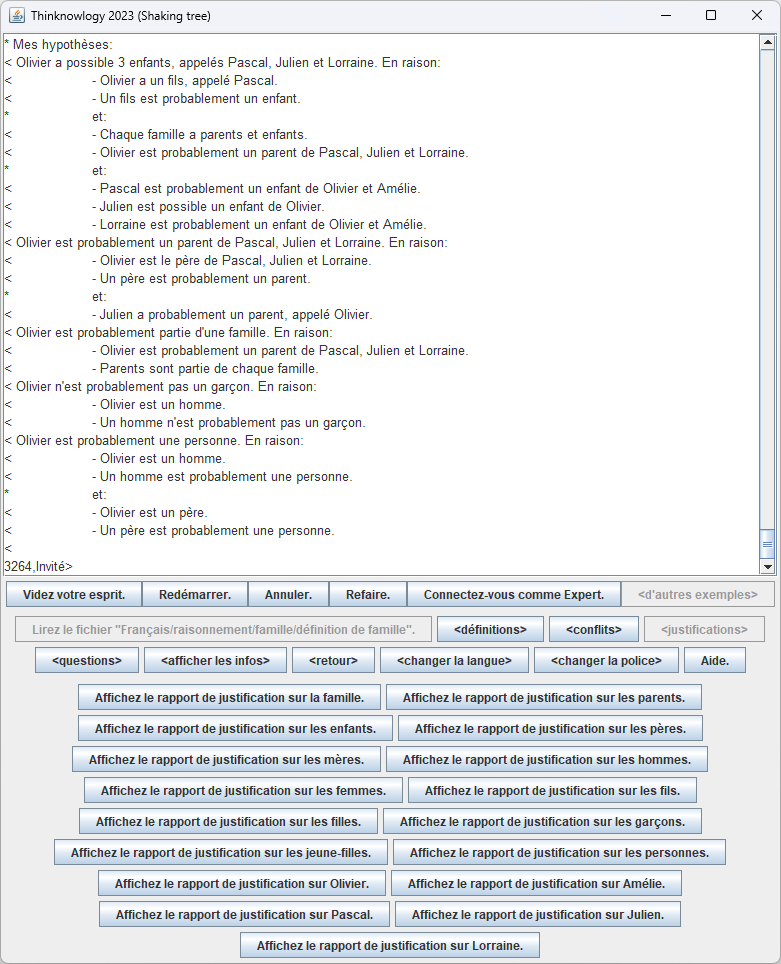 Thinknowlogy 2023 (Shaking tree)
* Mes hypothèses:
< Olivier a possible 3 enfants, appelés Pascal, Julien et Lorraine. En raison:
< - Olivier a un fils, appelé Pascal.
< - Un fils est probablement un enfant.
* et:
< - Chaque famille a parents et enfants.
< - Olivier est probablement un parent de Pascal, Julien et Lorraine.
* et:
< - Pascal est probablement un enfant de Olivier et Amélie.
< - Julien est possible un enfant de Olivier.
< - Lorraine est probablement un enfant de Olivier et Amélie.
< Olivier est probablement un parent de Pascal, Julien et Lorraine. En raison:
< - Olivier est le père de Pascal, Julien et Lorraine.
< - Un père est probablement un parent.
* et:
< - Julien a probablement un parent, appelé Olivier.
< Olivier est probablement partie d'une famille. En raison:
< - Olivier est probablement un parent de Pascal, Julien et Lorraine.
< - Parents sont partie de chaque famille.
< Olivier n'est probablement pas un garçon. En raison:
< - Olivier est un homme.
< - Un homme n'est probablement pas un garçon.
< Olivier est probablement une personne. En raison:
< - Olivier est un homme.
< - Un homme est probablement une personne.
* et:
< - Olivier est un père.
< - Un père est probablement une personne.
<
3264,Invité>
Videz votre esprit. Redémarrer. Annuler. Refaire. Connectez-vous comme Expert. <d'autres exemples>
Lirez le fichier "Français/raisonnement/famille/définition de famille". <définitions> <conflits> <justifications>
<questions> <afficher les infos> <retour> <changer la langue> <changer la police> Aide.
Affichez le rapport de justification sur la famille. Affichez le rapport de justification sur les parents.
Affichez le rapport de justification sur les enfants. Affichez le rapport de justification sur les pères.
Affichez le rapport de justification sur les mères. Affichez le rapport de justification sur les hommes.
Affichez le rapport de justification sur les femmes. Affichez le rapport de justification sur les fils.
Affichez le rapport de justification sur les filles. Affichez le rapport de justification sur les garçons.
Affichez le rapport de justification sur les jeune-filles. Affichez le rapport de justification sur les personnes.
Affichez le rapport de justification sur Olivier. Affichez le rapport de justification sur Amélie.
Affichez le rapport de justification sur Pascal. Affichez le rapport de justification sur Julien.
Affichez le rapport de justification sur Lorraine.